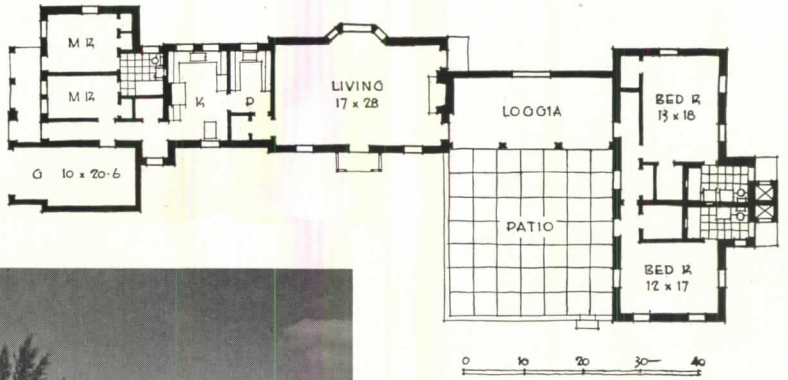 M R
M R
K
P
LIVING
17 x 28
LOGGIA
BED R
13 x 18
G 10 x 20-6
PATIO
BED R
12 x 17
0 10 20 30 40